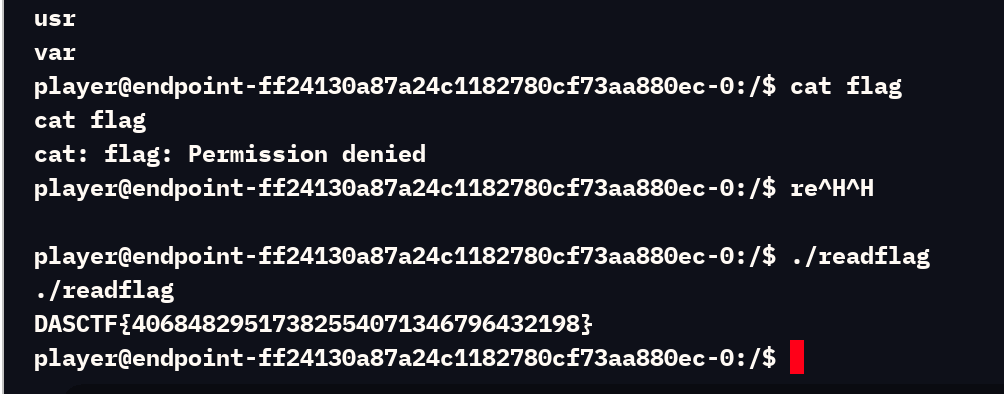 usr
var
player@endpoint-ff24130a87a24c1182780cf73aa880ec-0:/$ cat flag
cat flag
cat: flag: Permission denied
player@endpoint-ff24130a87a24c1182780cf73aa880ec-0:/$ re^H^H
player@endpoint-ff24130a87a24c1182780cf73aa880ec-0:/$ ./readflag
./readflag
DASCTF{40684829517382554071346796432198}
player@endpoint-ff24130a87a24c1182780cf73aa880ec-0:/$